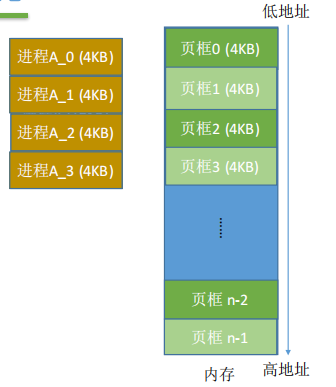 低地址
进程A_0 (4KB)
进程A_1 (4KB)
进程A_2 (4KB)
进程A_3 (4KB)
页框0 (4KB)
页框1 (4KB)
页框2 (4KB)
页框3 (4KB)
......
页框 n-2
页框 n-1
内存
高地址